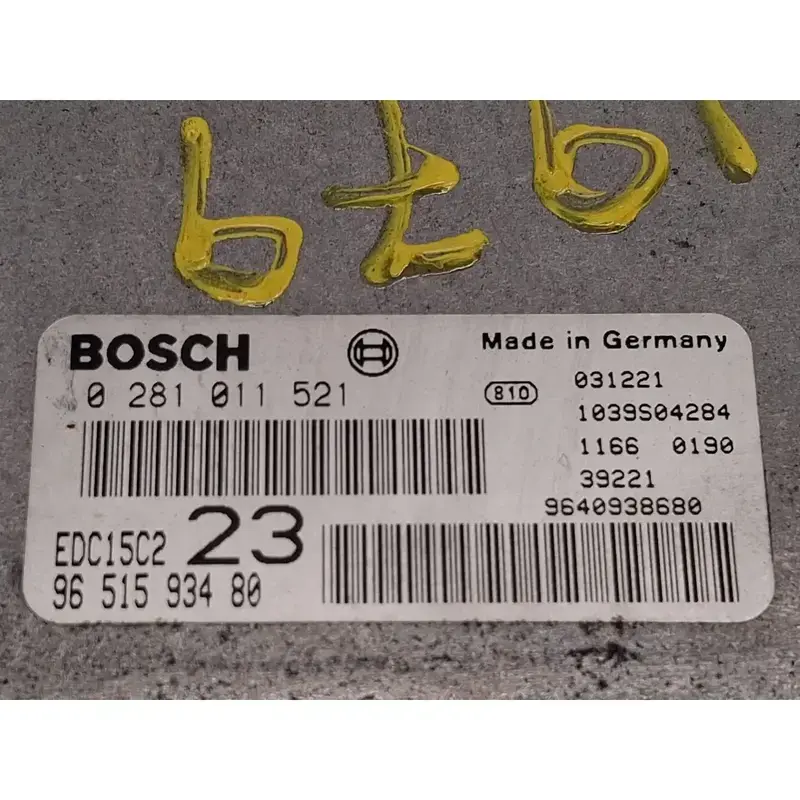 BOSCH
Made in Germany
0 281 011 521
810
031221
1039S04284
1166 0190
39221
9640938680
EDC15C2 23
96 515 934 80